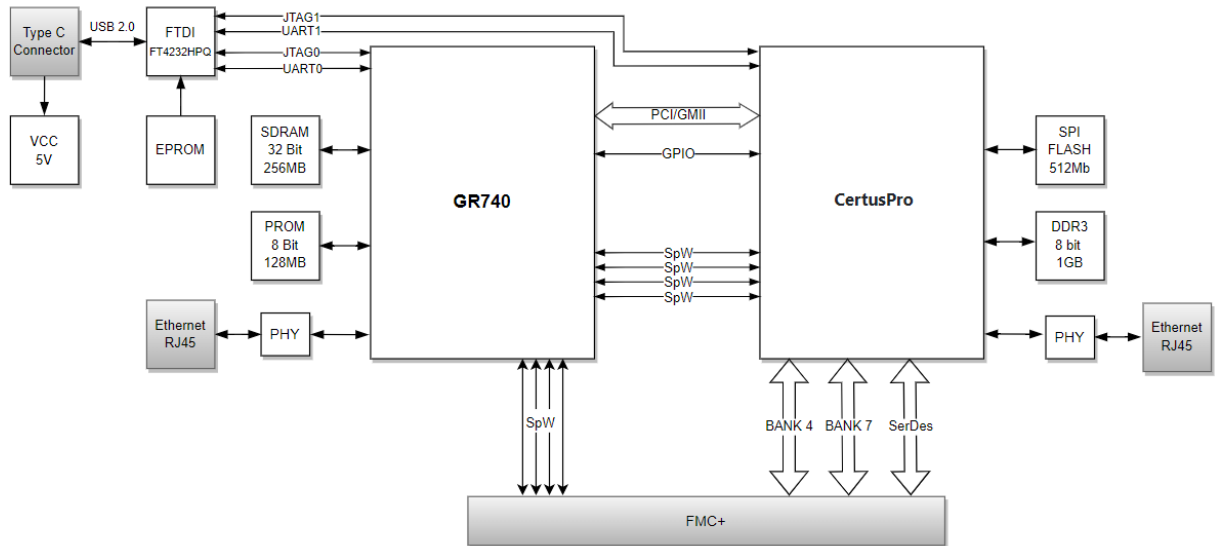 Type C
Connector
USB 2.0
FTDI
FT4232HPQ
JTAG1
UART1
JTAG0
UART0
VCC
5V
EPROM
SDRAM
32 Bit
256MB
PROM
8 Bit
128MB
Ethernet
RJ45
PHY
GR740
PCI/GMII
GPIO
SpW
SpW
SpW
SpW
CertusPro
SPI
FLASH
512Mb
DDR3
8 bit
1GB
PHY
Ethernet
RJ45
SpW
BANK 4
BANK 7
SerDes
FMC+